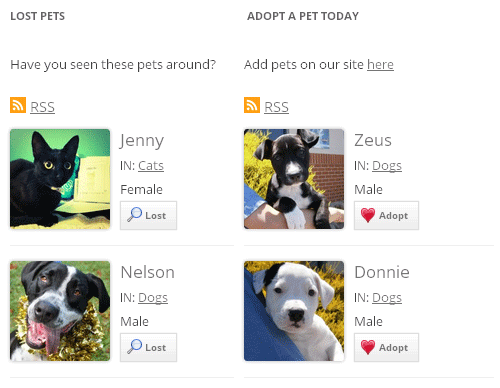 LOST PETS
Have you seen these pets around?
RSS
Jenny
IN: Cats
Female
Lost
Nelson
IN: Dogs
Male
Lost
ADOPT A PET TODAY
Add pets on our site here
RSS
Zeus
IN: Dogs
Male
Adopt
Donnie
IN: Dogs
Male
Adopt